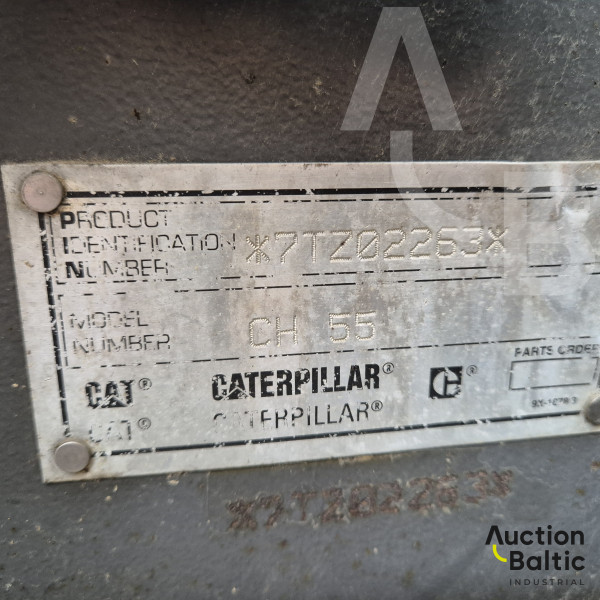 PRODUCT
IDENTIFICATION *7TZ02263*
NUMBER
MODEL
NUMBER CH 55
PARTS ORDER
CAT® CATERPILLAR®
CAT® CATERPILLAR®
*7TZ02263*
Auction
Baltic
INDUSTRIAL